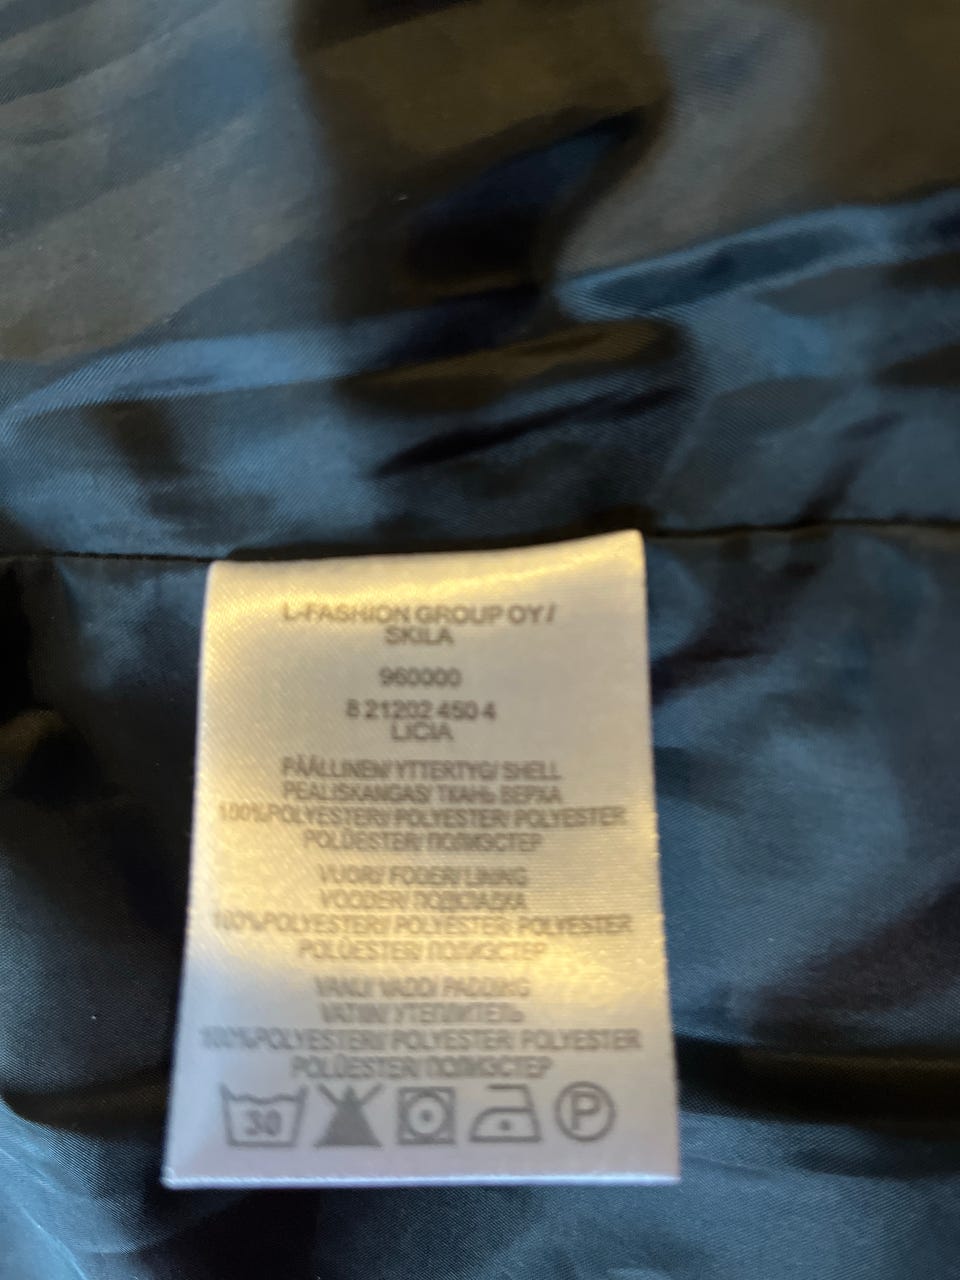 L-FASHION GROUP OY/
SKILA
960000
8 21202 450 4
LICIA
PÄÄLLINEN/ YTTERTYG/ SHELL
PEALISKANGAS/ ТКАНЬ ВЕРХА
100%POLYESTERI/ POLYESTER/ POLYESTER
POLÜESTER/ ПОЛИЭСТЕР
VUORI/ FODER/ LINING
VOODER/ ПОДКЛАДКА
100%POLYESTERI/ POLYESTER/ POLYESTER
POLÜESTER/ ПОЛИЭСТЕР
VANU/ VADD/ PADDING
VATIIN/ УТЕПЛИТЕЛЬ
100%POLYESTERI/ POLYESTER/ POLYESTER
POLÜESTER/ ПОЛИЭСТЕР
30 P